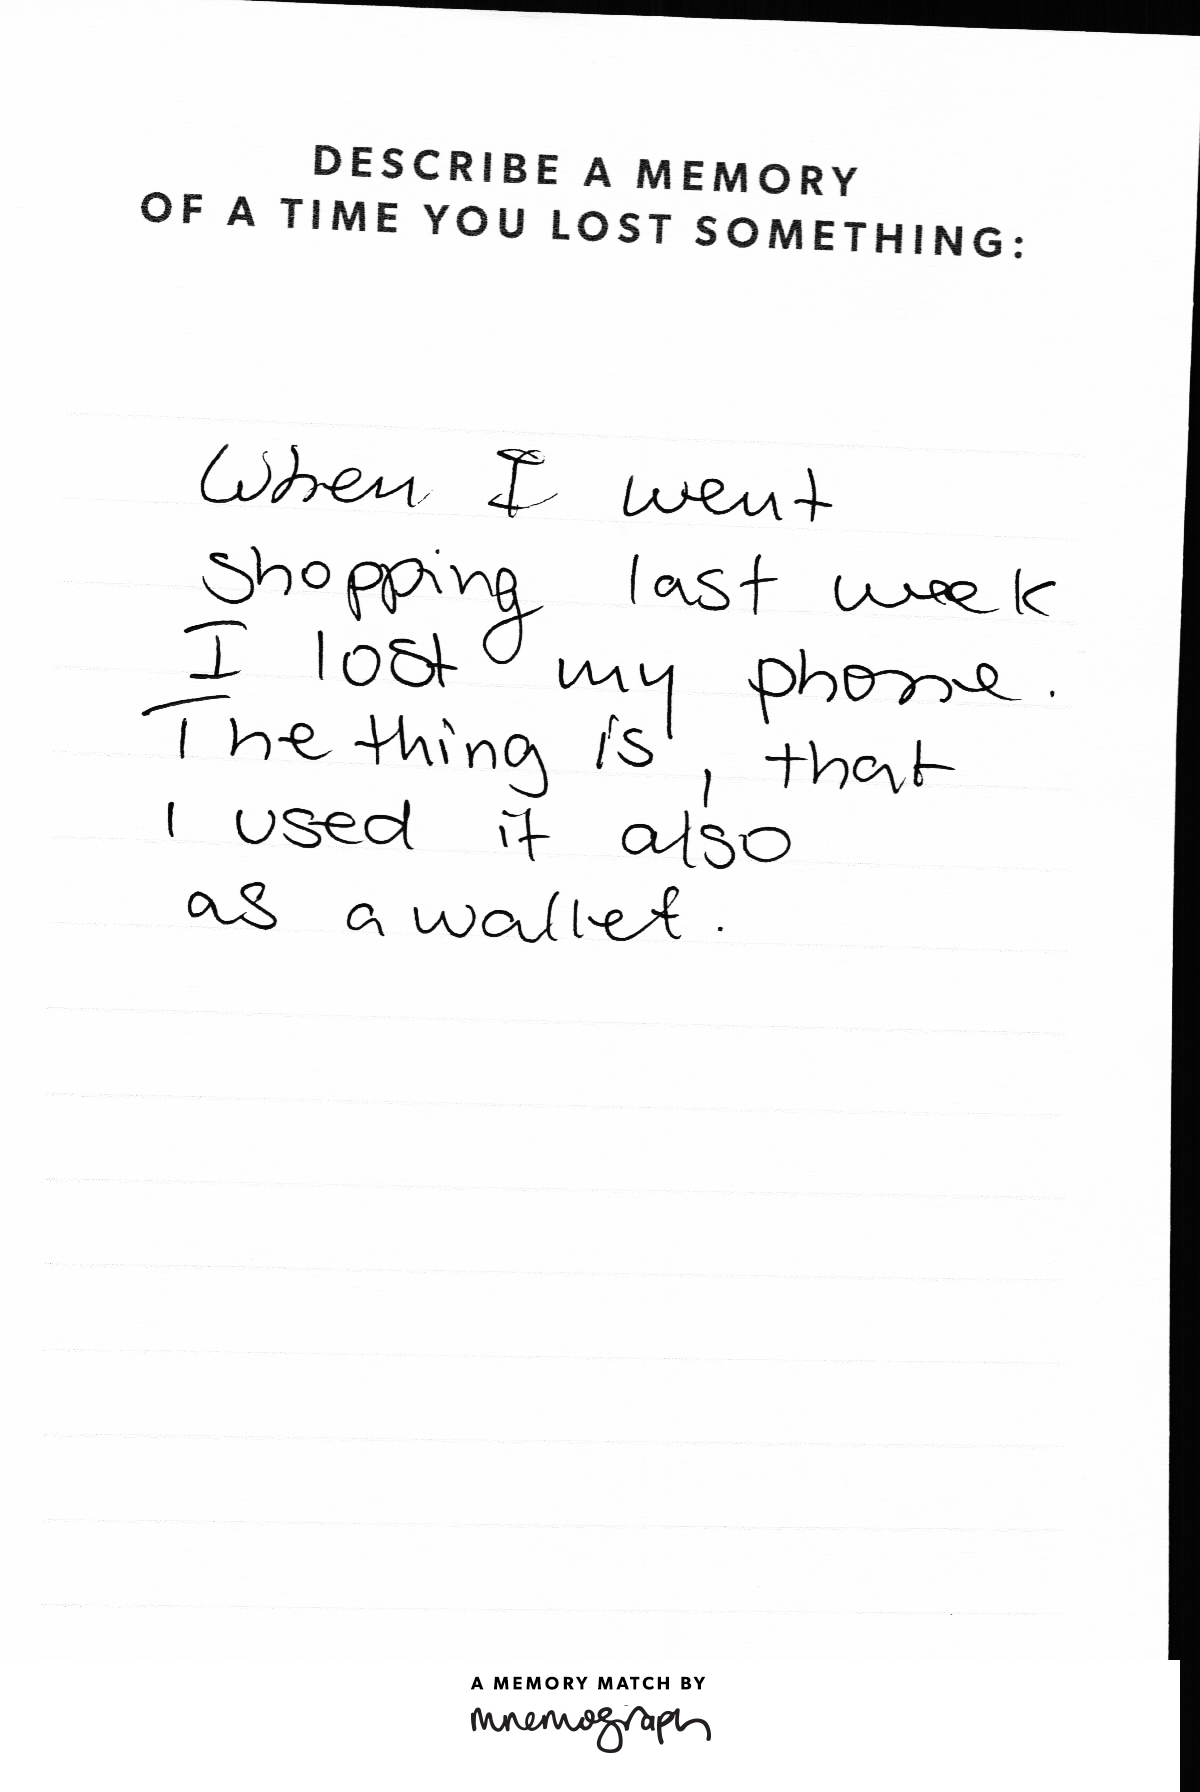 DESCRIBE A MEMORY
OF A TIME YOU LOST SOMETHING:
When I went
shopping last week
I lost my phone.
The thing is, that
I used it also
as a wallet.
A MEMORY MATCH BY
mnemograph